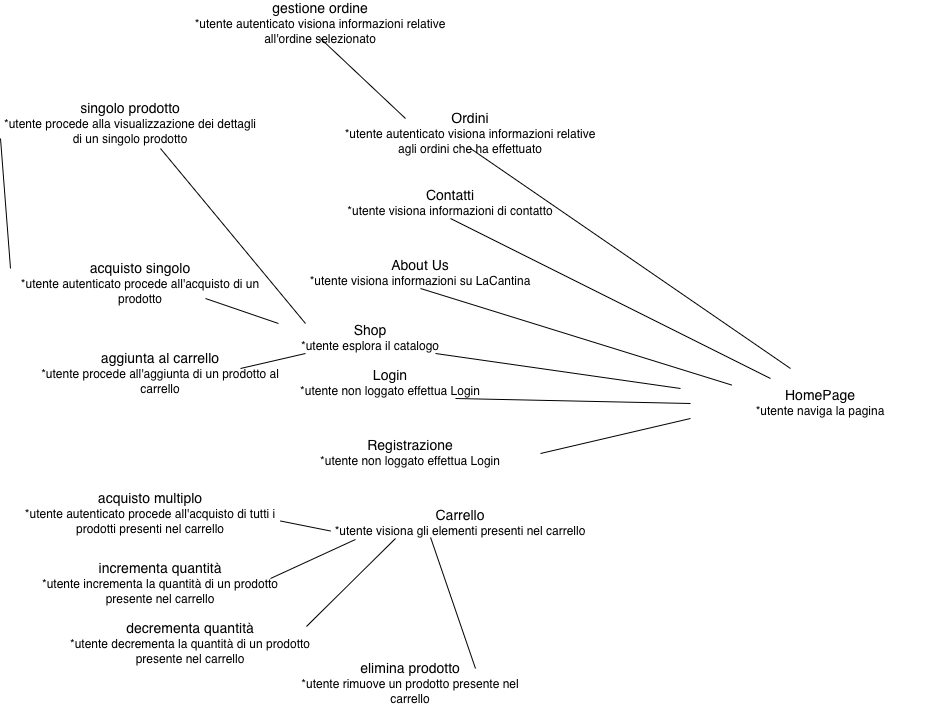 gestione ordine
*utente autenticato visiona informazioni relative
all'ordine selezionato
singolo prodotto
*utente procede alla visualizzazione dei dettagli
di un singolo prodotto
Ordini
*utente autenticato visiona informazioni relative
agli ordini che ha effettuato
Contatti
*utente visiona informazioni di contatto
About Us
*utente visiona informazioni su LaCantina
acquisto singolo
*utente autenticato procede all'acquisto di un
prodotto
Shop
*utente esplora il catalogo
aggiunta al carrello
*utente procede all'aggiunta di un prodotto al
carrello
Login
*utente non loggato effettua Login
HomePage
*utente naviga la pagina
Registrazione
*utente non loggato effettua Login
acquisto multiplo
*utente autenticato procede all'acquisto di tutti i
prodotti presenti nel carrello
Carrello
*utente visiona gli elementi presenti nel carrello
incrementa quantità
*utente incrementa la quantità di un prodotto
presente nel carrello
decrementa quantità
*utente decrementa la quantità di un prodotto
presente nel carrello
elimina prodotto
*utente rimuove un prodotto presente nel
carrello